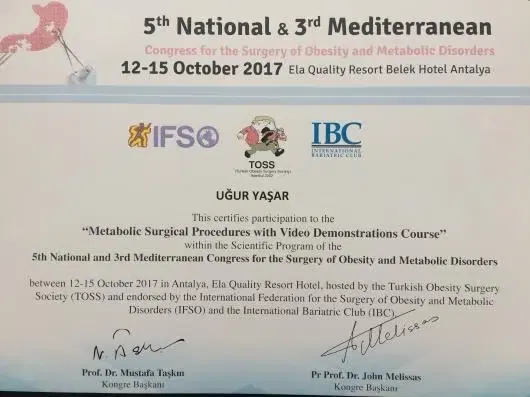 5th National & 3rd Mediterranean
Congress for the Surgery of Obesity and Metabolic Disorders
12-15 October 2017 Ela Quality Resort Belek Hotel Antalya
IFSO
TOSS
(Turkish Obesity Surgery Society)
İstanbul 2002
IBC
INTERNATIONAL
BARIATRIC CLUB
UĞUR YAŞAR
This certifies participation to the
“Metabolic Surgical Procedures with Video Demonstrations Course”
within the Scientific Program of the
5th National and 3rd Mediterranean Congress for the Surgery of Obesity and Metabolic Disorders
between 12-15 October 2017 in Antalya, Ela Quality Resort Hotel, hosted by the Turkish Obesity Surgery
Society (TOSS) and endorsed by the International Federation for the Surgery of Obesity and Metabolic
Disorders (IFSO) and the International Bariatric Club (IBC)
Prof. Dr. Mustafa Taşkın
Kongre Başkanı
Pr Prof. Dr. John Melissas
Kongre Başkanı